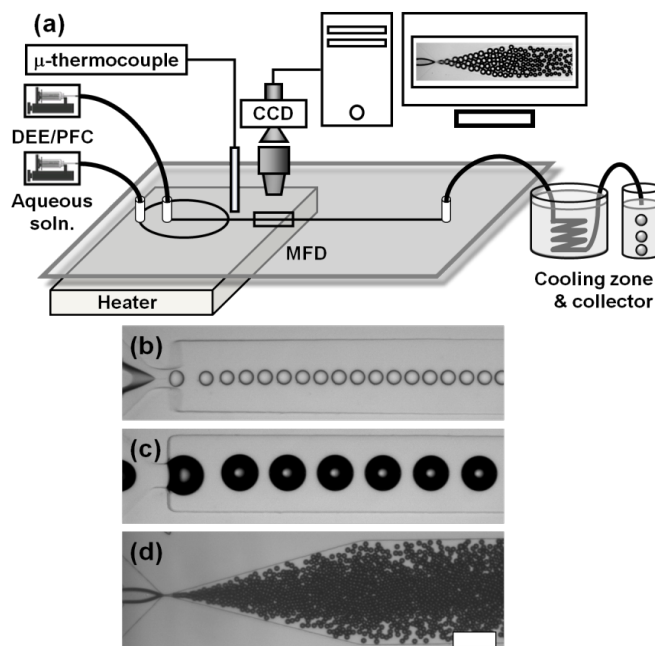 (a)
μ-thermocouple
CCD
DEE/PFC
Aqueous
soln.
MFD
Heater
Cooling zone
& collector
(b)
(c)
(d)